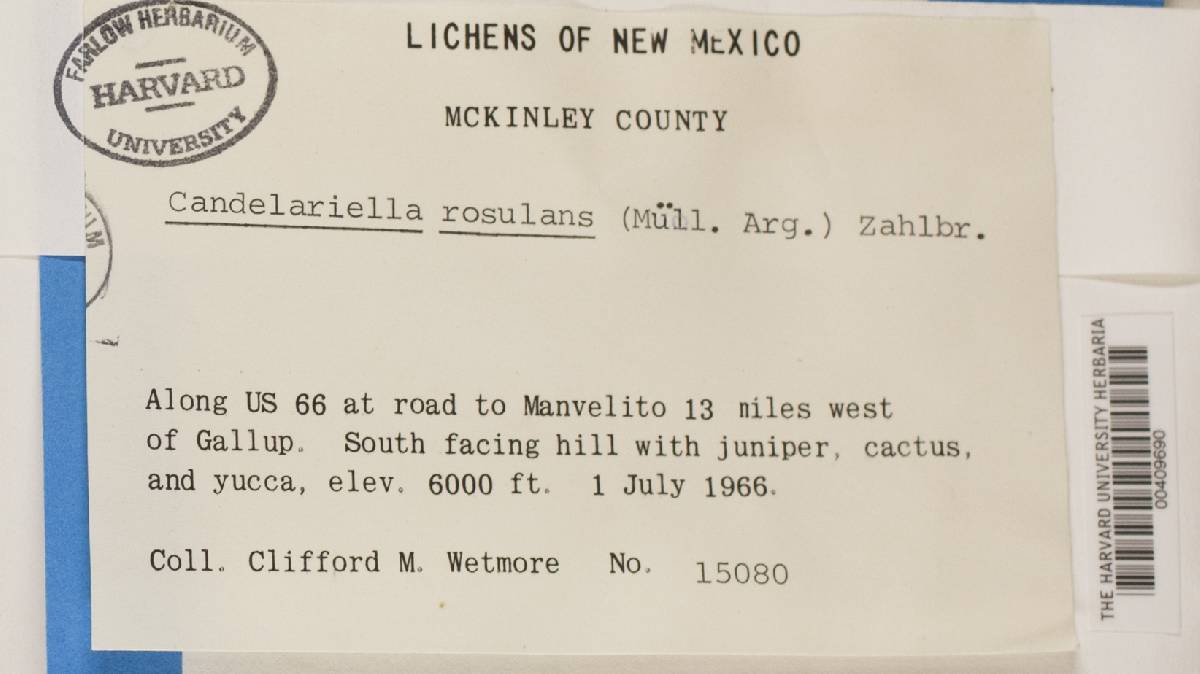 FARLOW HERBARIUM
HARVARD
UNIVERSITY
LICHENS OF NEW MEXICO
MCKINLEY COUNTY
Candelariella rosulans (Müll. Arg.) Zahlbr.
Along US 66 at road to Manvelito 13 miles west
of Gallup. South facing hill with juniper, cactus,
and yucca, elev. 6000 ft. 1 July 1966.
Coll. Clifford M. Wetmore No. 15080
THE HARVARD UNIVERSITY HERBARIA
00409690